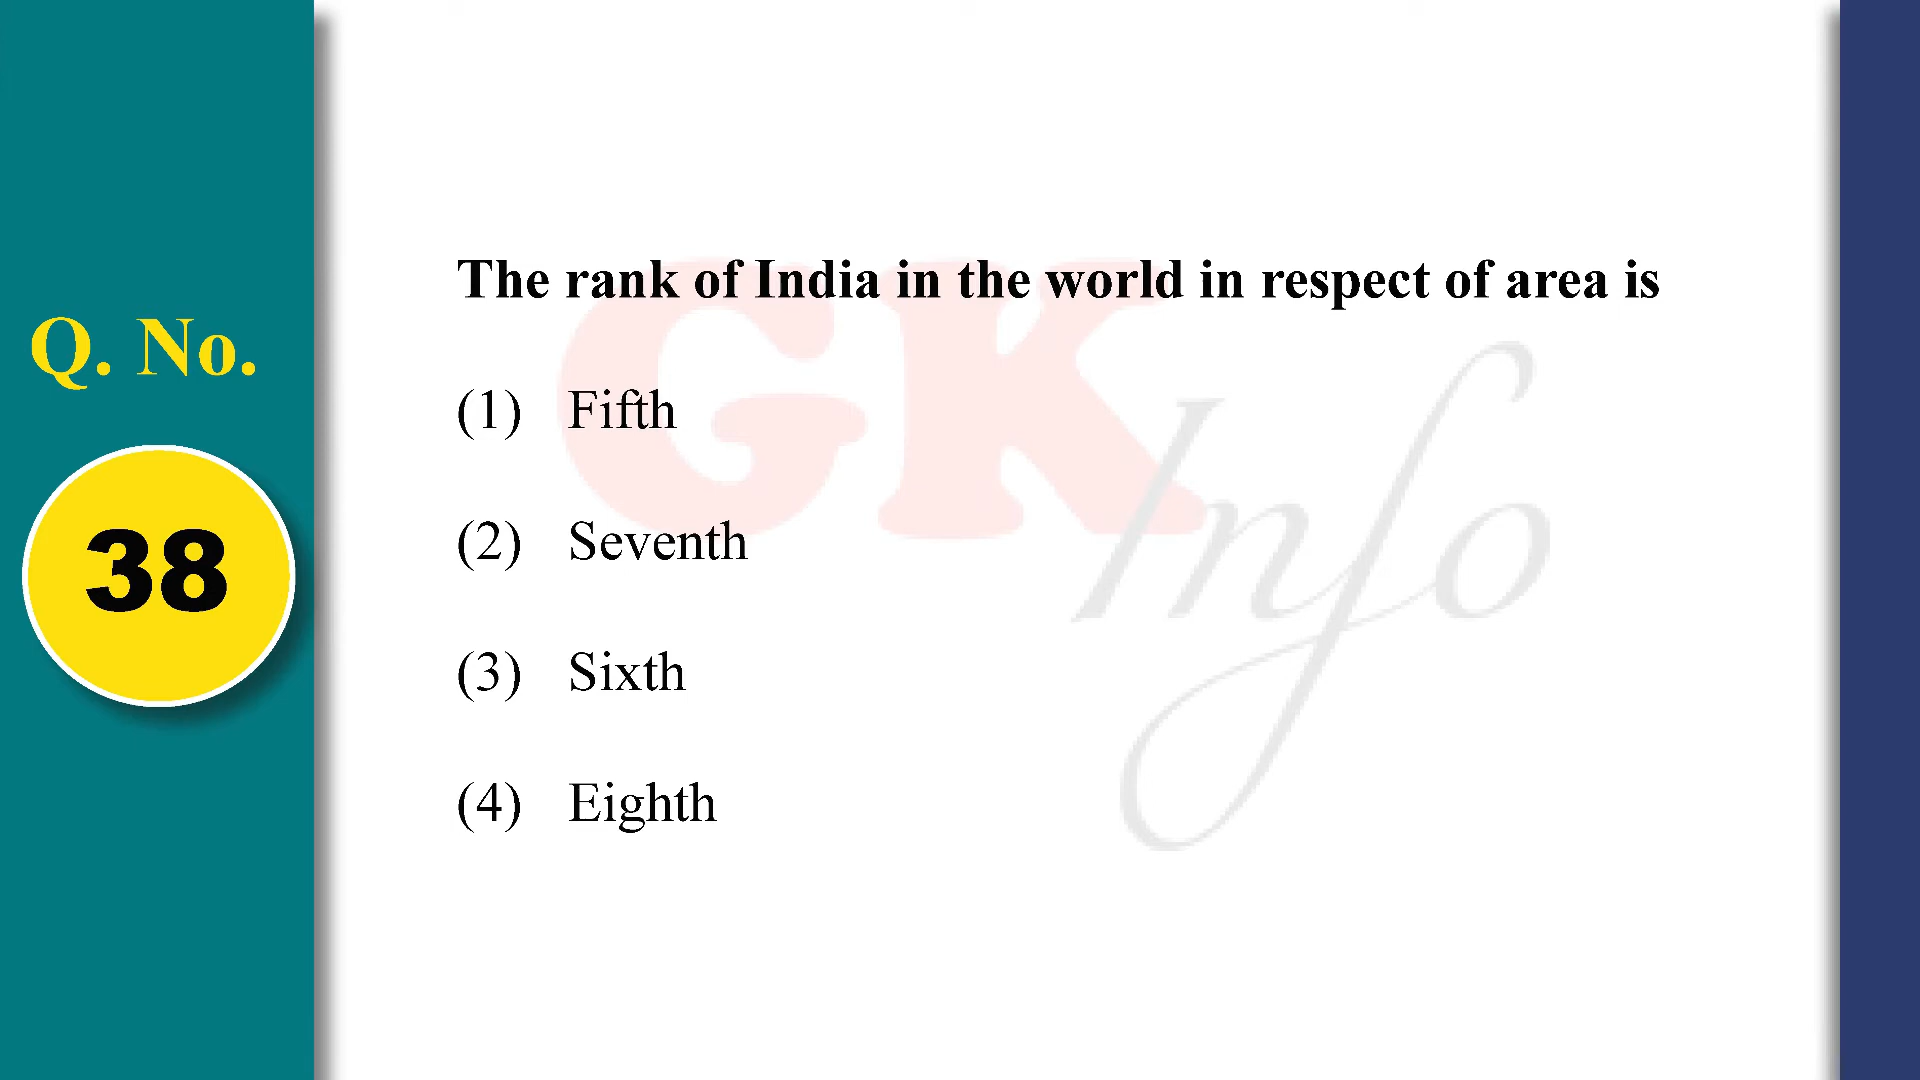 Q. No.
38
The rank of India in the world in respect of area is
(1) Fifth
(2) Seventh
(3) Sixth
(4) Eighth
GK
Info